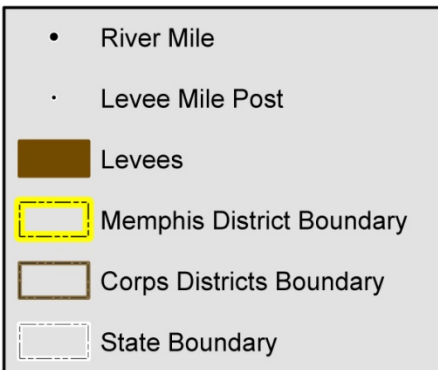 River Mile
Levee Mile Post
Levees
Memphis District Boundary
Corps Districts Boundary
State Boundary